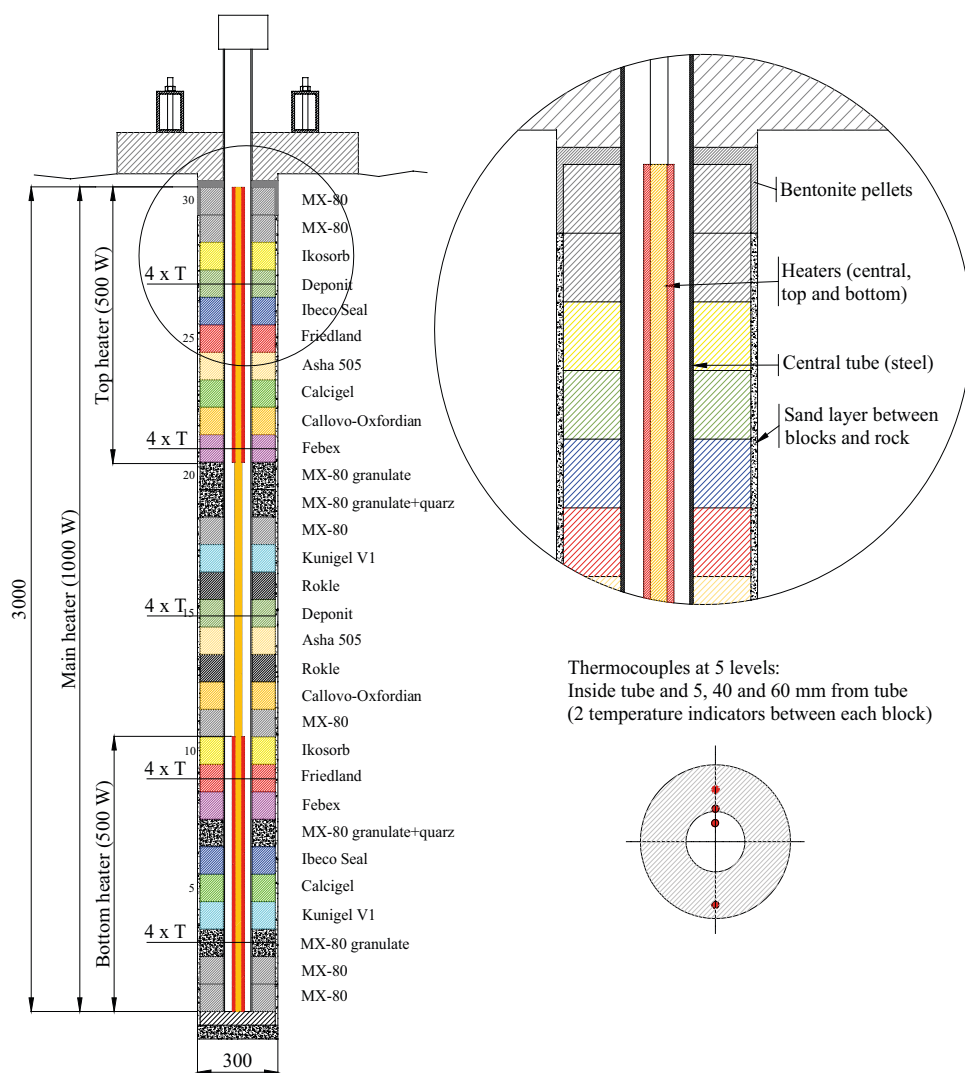 30
MX-80
MX-80
Ikosorb
4 x T
Deponit
Ibeco Seal
25
Friedland
Asha 505
Calcigel
Callovo-Oxfordian
4 x T
Febex
20
MX-80 granulate
MX-80 granulate+quarz
MX-80
Kunigel V1
Rokle
4 x T
15
Deponit
Asha 505
Rokle
Callovo-Oxfordian
MX-80
10
Ikosorb
4 x T
Friedland
Febex
MX-80 granulate+quarz
Ibeco Seal
5
Calcigel
Kunigel V1
4 x T
MX-80 granulate
MX-80
MX-80
3000
Main heater (1000 W)
Top heater (500 W)
Bottom heater (500 W)
300
Bentonite pellets
Heaters (central,
top and bottom)
Central tube (steel)
Sand layer between
blocks and rock
Thermocouples at 5 levels:
Inside tube and 5, 40 and 60 mm from tube
(2 temperature indicators between each block)